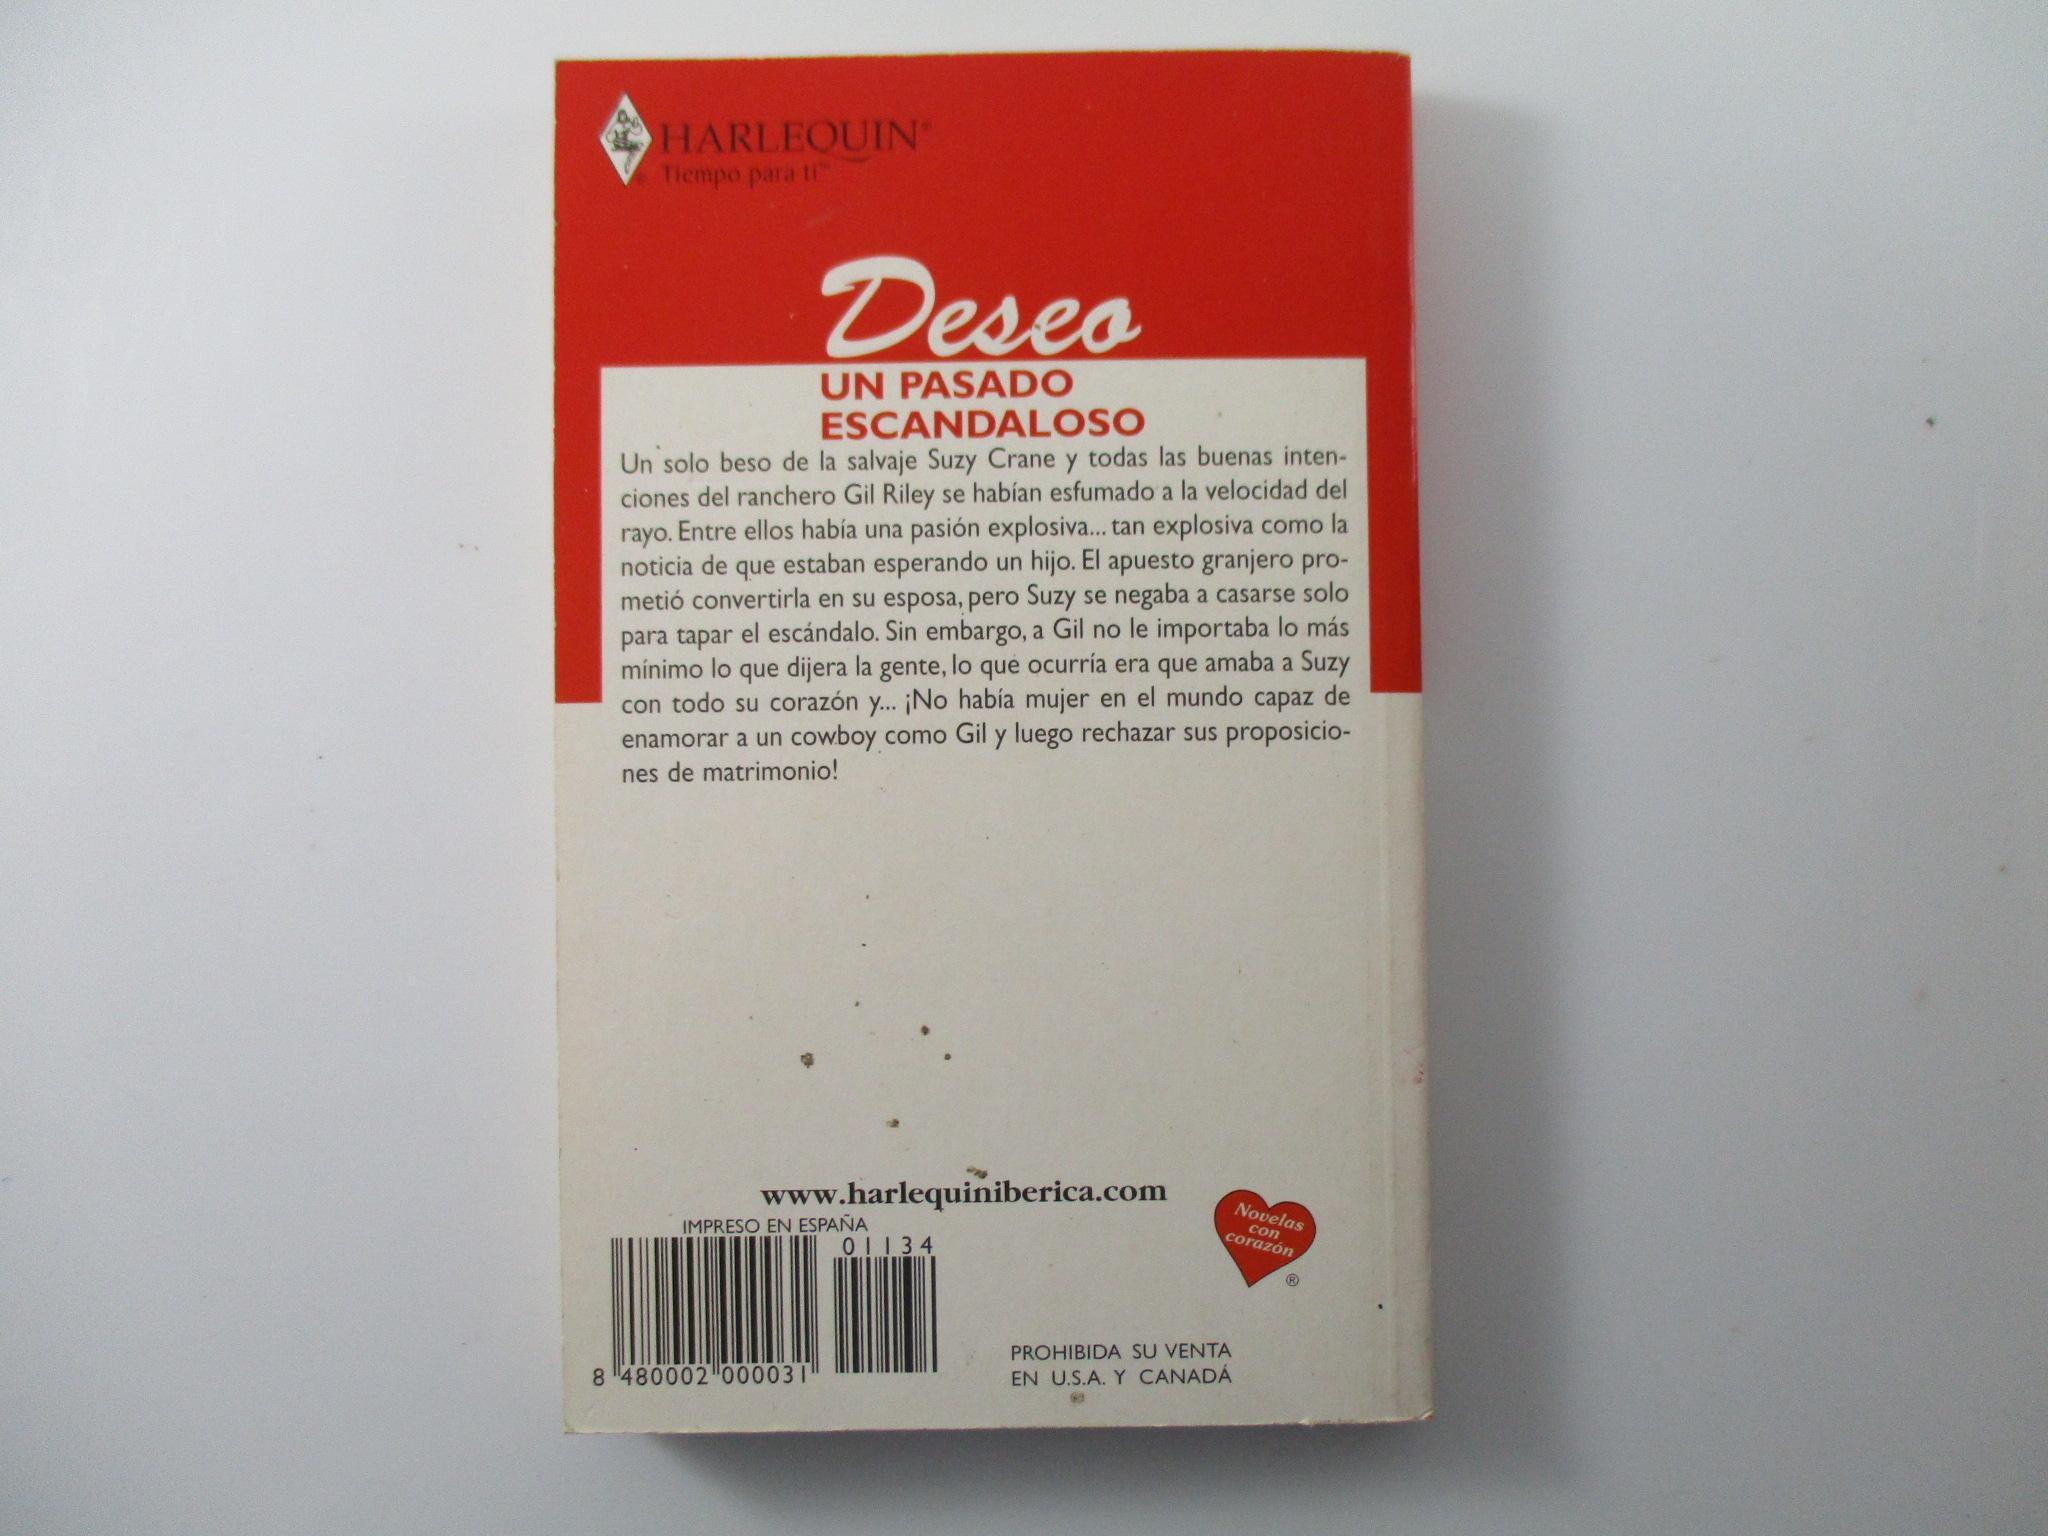 HARLEQUIN®
Tiempo para ti™
Deseo
UN PASADO
ESCANDALOSO
Un solo beso de la salvaje Suzy Crane y todas las buenas inten-
ciones del ranchero Gil Riley se habían esfumado a la velocidad del
rayo. Entre ellos había una pasión explosiva... tan explosiva como la
noticia de que estaban esperando un hijo. El apuesto granjero pro-
metió convertirla en su esposa, pero Suzy se negaba a casarse solo
para tapar el escándalo. Sin embargo, a Gil no le importaba lo más
mínimo lo que dijera la gente, lo que ocurría era que amaba a Suzy
con todo su corazón y... ¡No había mujer en el mundo capaz de
enamorar a un cowboy como Gil y luego rechazar sus proposicio-
nes de matrimonio!
www.harlequiniberica.com
IMPRESO EN ESPAÑA
01134
8 480002 000031
Novelas
con
corazón
®
PROHIBIDA SU VENTA
EN U.S.A. Y CANADÁ